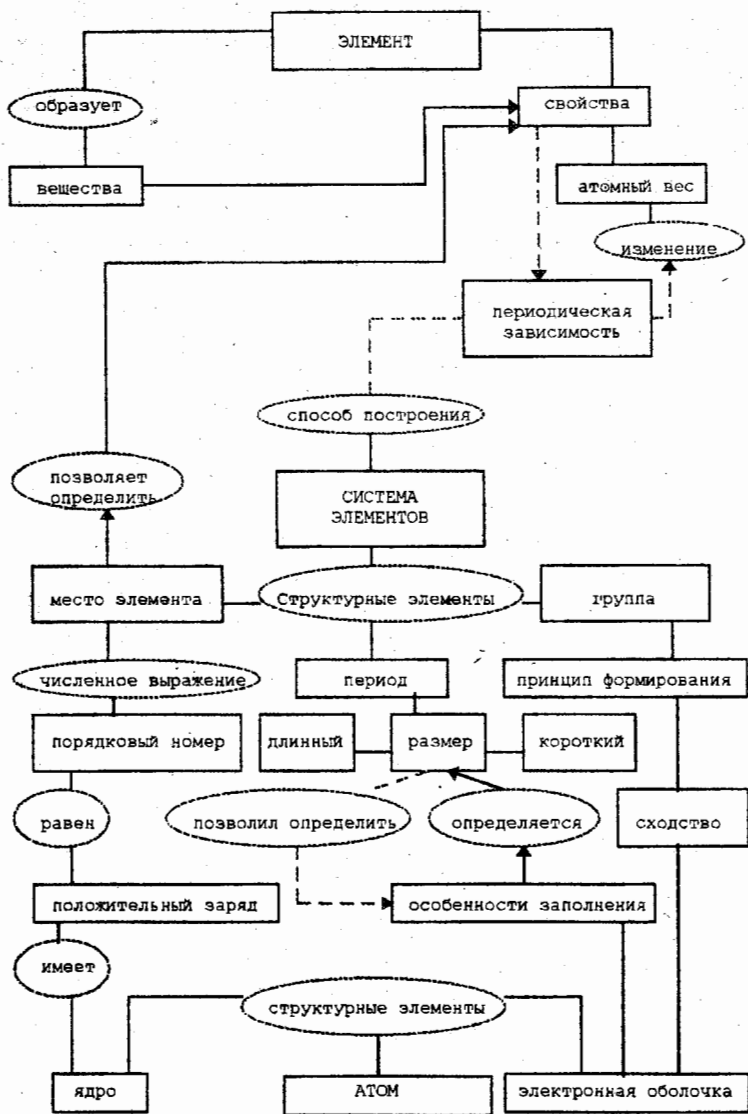 ЭЛЕМЕНТ
образует
свойства
вещества
атомный вес
изменение
периодическая
зависимость
способ построения
позволяет
определить
СИСТЕМА
ЭЛЕМЕНТОВ
место элемента
Структурные элементы
группа
численное выражение
период
принцип формирования
порядковый номер
длинный
размер
короткий
равен
позволил определить
определяется
сходство
положительный заряд
особенности заполнения
имеет
структурные элементы
ядро
АТОМ
электронная оболочка